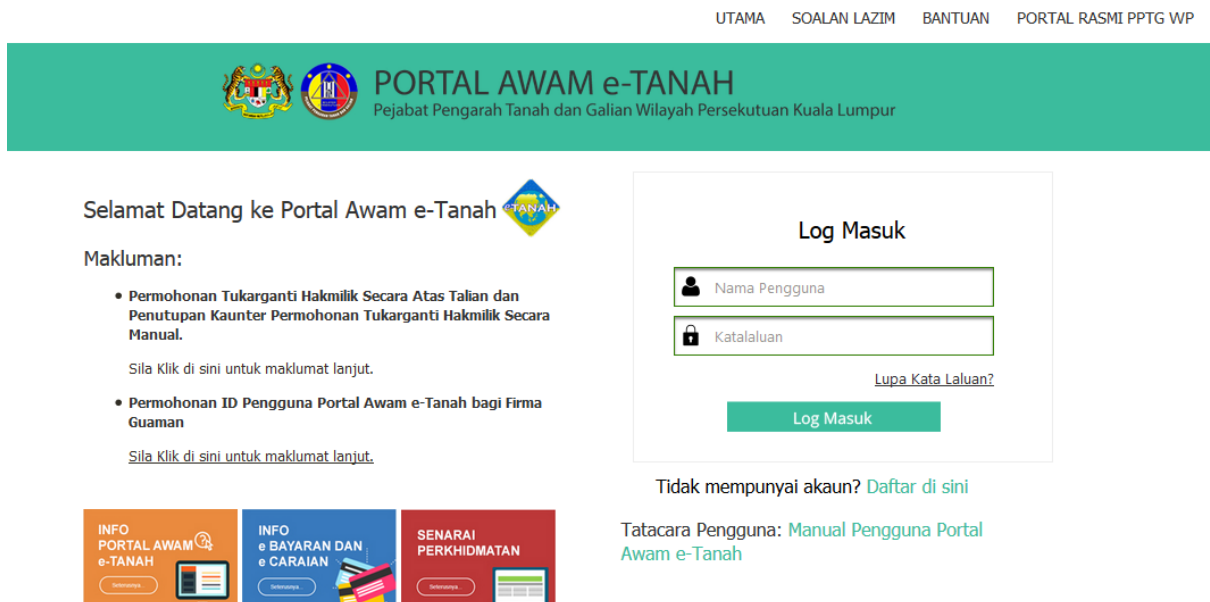 UTAMA SOALAN LAZIM BANTUAN PORTAL RASMI PPTG WP
PORTAL AWAM e-TANAH
Pejabat Pengarah Tanah dan Galian Wilayah Persekutuan Kuala Lumpur
Selamat Datang ke Portal Awam e-Tanah
eTANAH
Makluman:
• Permohonan Tukarganti Hakmilik Secara Atas Talian dan
Penutupan Kaunter Permohonan Tukarganti Hakmilik Secara
Manual.
Sila Klik di sini untuk maklumat lanjut.
• Permohonan ID Pengguna Portal Awam e-Tanah bagi Firma
Guaman
Sila Klik di sini untuk maklumat lanjut.
INFO
PORTAL AWAM
e-TANAH
Seterusnya...
INFO
e BAYARAN DAN
e CARAIAN
Seterusnya...
SENARAI
PERKHIDMATAN
Seterusnya...
Log Masuk
Nama Pengguna
Katalaluan
Lupa Kata Laluan?
Log Masuk
Tidak mempunyai akaun? Daftar di sini
Tatacara Pengguna: Manual Pengguna Portal
Awam e-Tanah